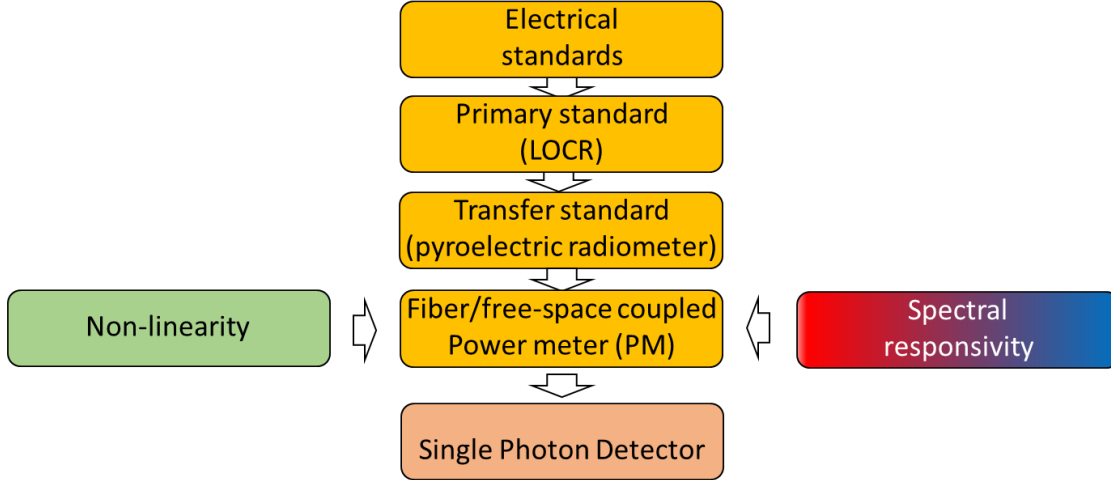 Electrical
standards
Primary standard
(LOCR)
Transfer standard
(pyroelectric radiometer)
Non-linearity
Fiber/free-space coupled
Power meter (PM)
Spectral
responsivity
Single Photon Detector